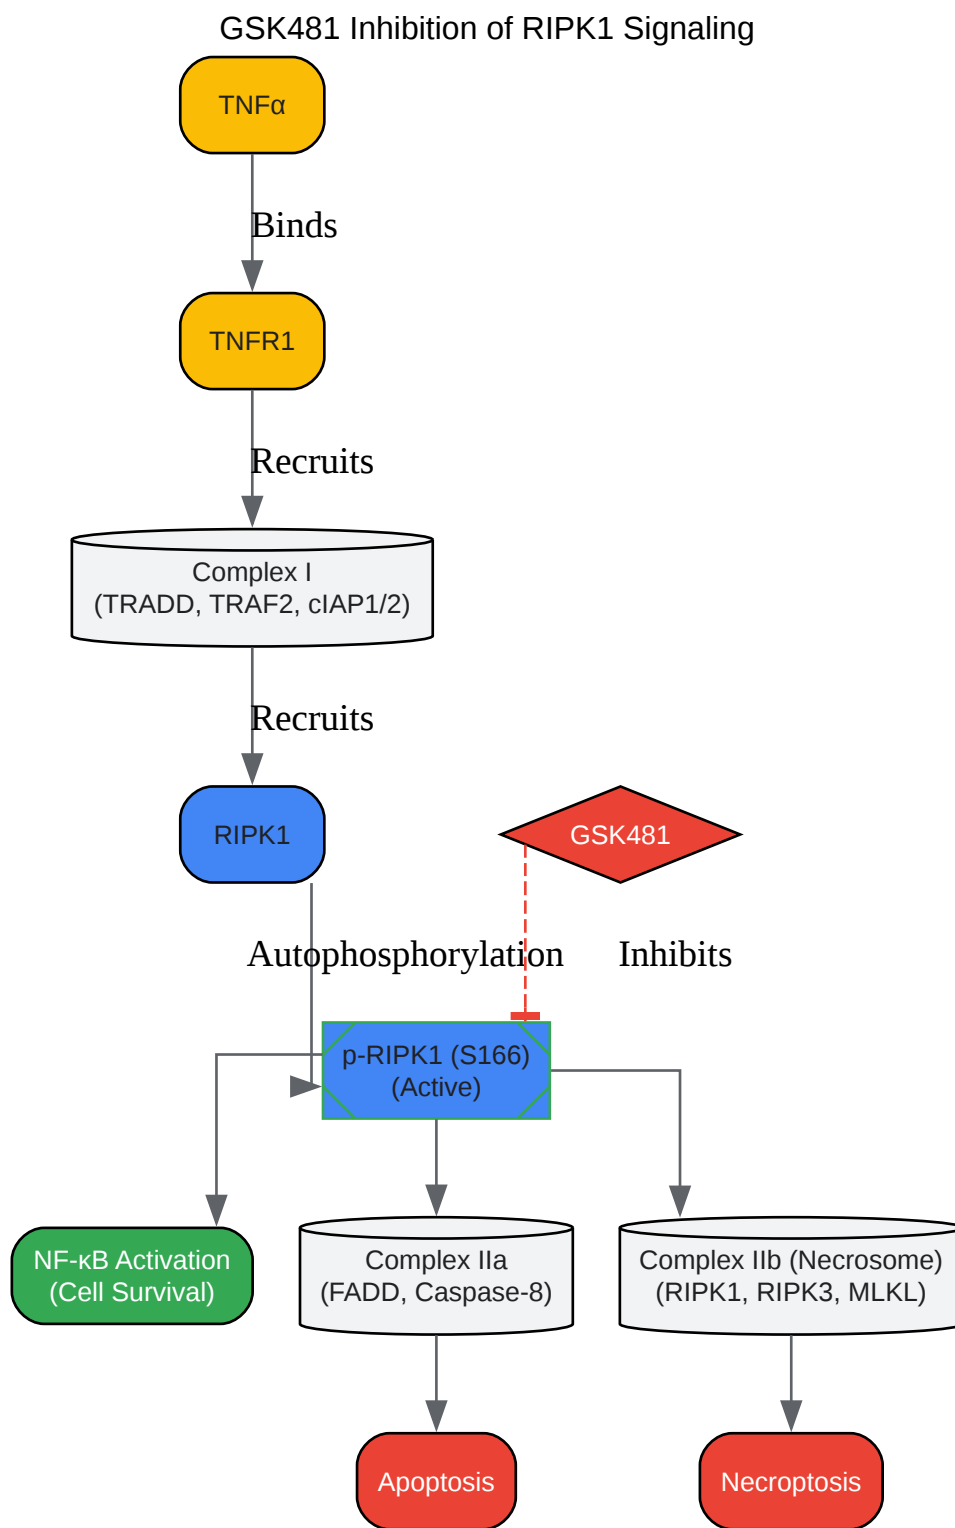 GSK481 Inhibition of RIPK1 Signaling
TNFα
Binds
TNFR1
Recruits
Complex I
(TRADD, TRAF2, cIAP1/2)
Recruits
RIPK1
GSK481
Autophosphorylation
Inhibits
p-RIPK1 (S166)
(Active)
NF-κB Activation
(Cell Survival)
Complex IIa
(FADD, Caspase-8)
Complex IIb (Necrosome)
(RIPK1, RIPK3, MLKL)
Apoptosis
Necroptosis